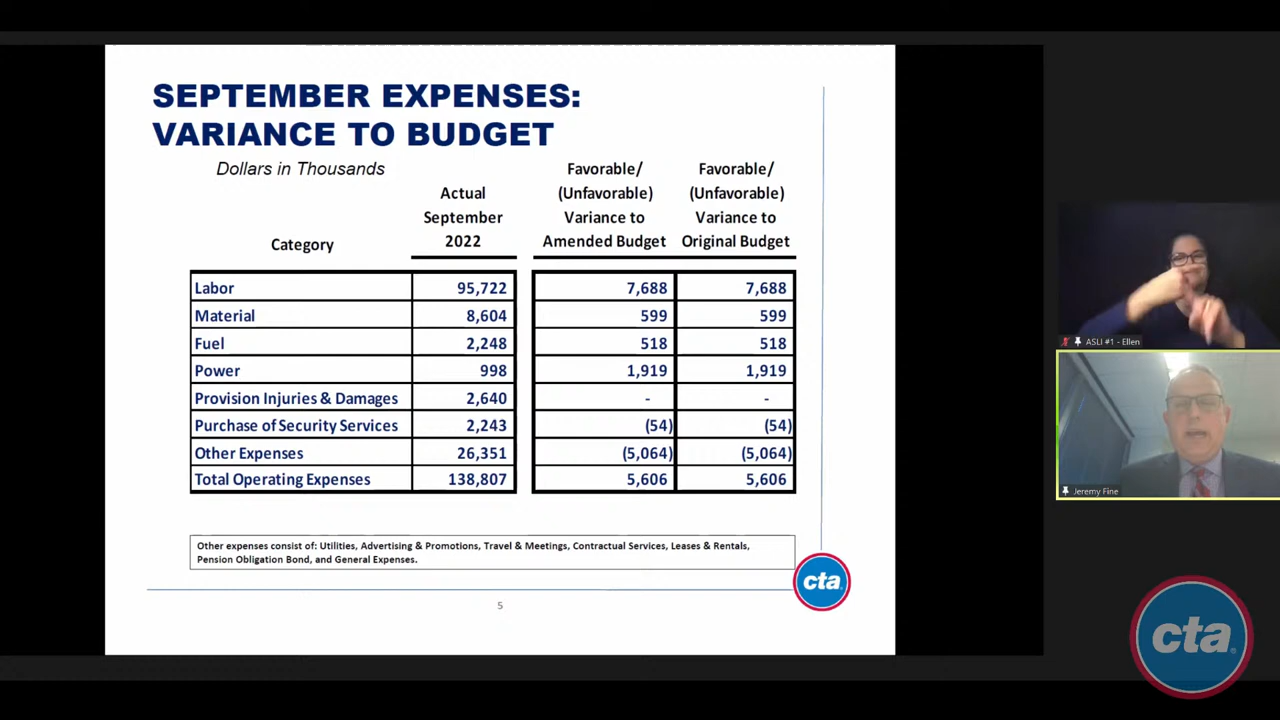 SEPTEMBER EXPENSES:
VARIANCE TO BUDGET
Dollars in Thousands
Category
Actual
September
2022
Favorable/
(Unfavorable)
Variance to
Amended Budget
Favorable/
(Unfavorable)
Variance to
Original Budget
Labor 95,722 7,688 7,688
Material 8,604 599 599
Fuel 2,248 518 518
Power 998 1,919 1,919
Provision Injuries & Damages 2,640 - -
Purchase of Security Services 2,243 (54) (54)
Other Expenses 26,351 (5,064) (5,064)
Total Operating Expenses 138,807 5,606 5,606
Other expenses consist of: Utilities, Advertising & Promotions, Travel & Meetings, Contractual Services, Leases & Rentals,
Pension Obligation Bond, and General Expenses.
cta
5
ASLI #1 - Ellen
Jeremy Fine
cta